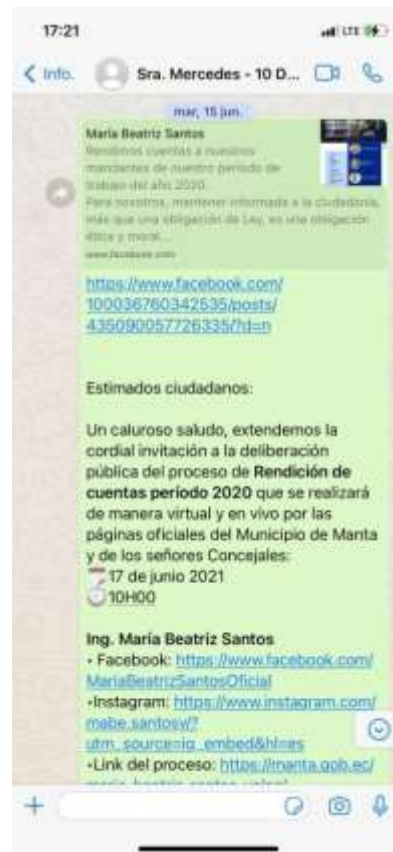 17:21
LTE
Info.
Sra. Mercedes - 10 D...
mar, 15 jun.
María Beatriz Santos
Rendimos cuentas a nuestros
mandantes de nuestro período de
trabajo del año 2020.
Para nosotros, mantener informada a la ciudadanía,
más que una obligación de Ley, es una obligación
ética y moral...
www.facebook.com
https://www.facebook.com/
100036760342535/posts/
435090057726335/?d=n
Estimados ciudadanos:
Un caluroso saludo, extendemos la
cordial invitación a la deliberación
pública del proceso de Rendición de
cuentas período 2020 que se realizará
de manera virtual y en vivo por las
páginas oficiales del Municipio de Manta
y de los señores Concejales:
17 de junio 2021
10H00
Ing. María Beatriz Santos
• Facebook: https://www.facebook.com/
MariaBeatrizSantosOficial
•Instagram: https://www.instagram.com/
mabe.santosv/?
utm_source=ig_embed&hl=es
•Link del proceso: https://manta.gob.ec/